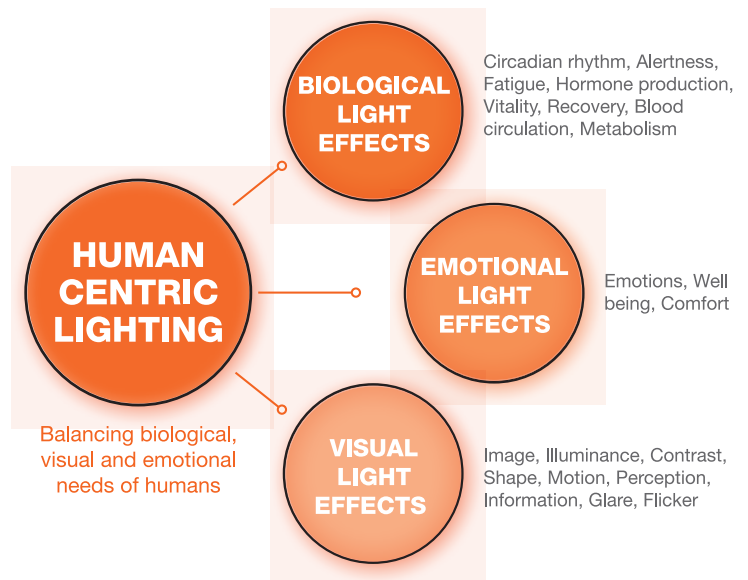 BIOLOGICAL
LIGHT
EFFECTS
Circadian rhythm, Alertness,
Fatigue, Hormone production,
Vitality, Recovery, Blood
circulation, Metabolism
HUMAN
CENTRIC
LIGHTING
Balancing biological,
visual and emotional
needs of humans
EMOTIONAL
LIGHT
EFFECTS
Emotions, Well
being, Comfort
VISUAL
LIGHT
EFFECTS
Image, Illuminance, Contrast,
Shape, Motion, Perception,
Information, Glare, Flicker